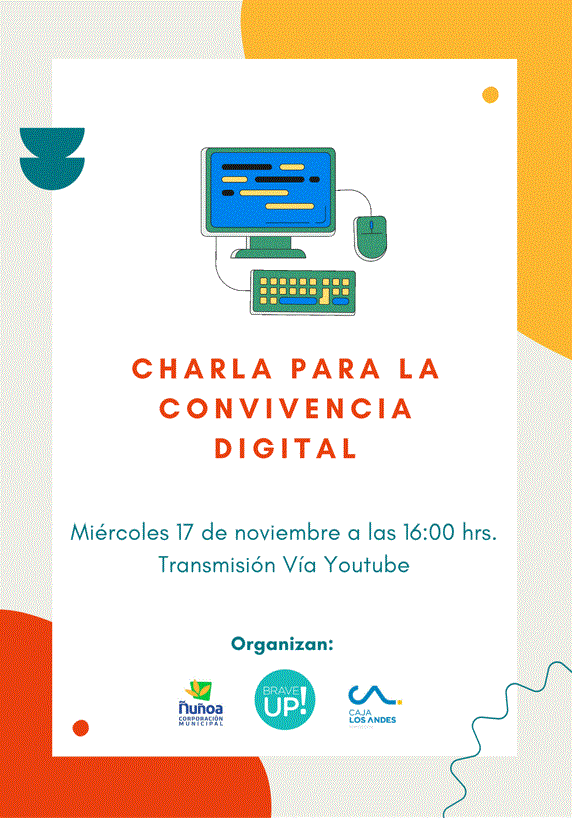 CHARLA PARA LA
CONVIVENCIA
DIGITAL
Miércoles 17 de noviembre a las 16:00 hrs.
Transmisión Vía Youtube
Organizan:
Ñuñoa
CORPORACIÓN
MUNICIPAL
BRAVE
UP!
CAJA
LOS ANDES